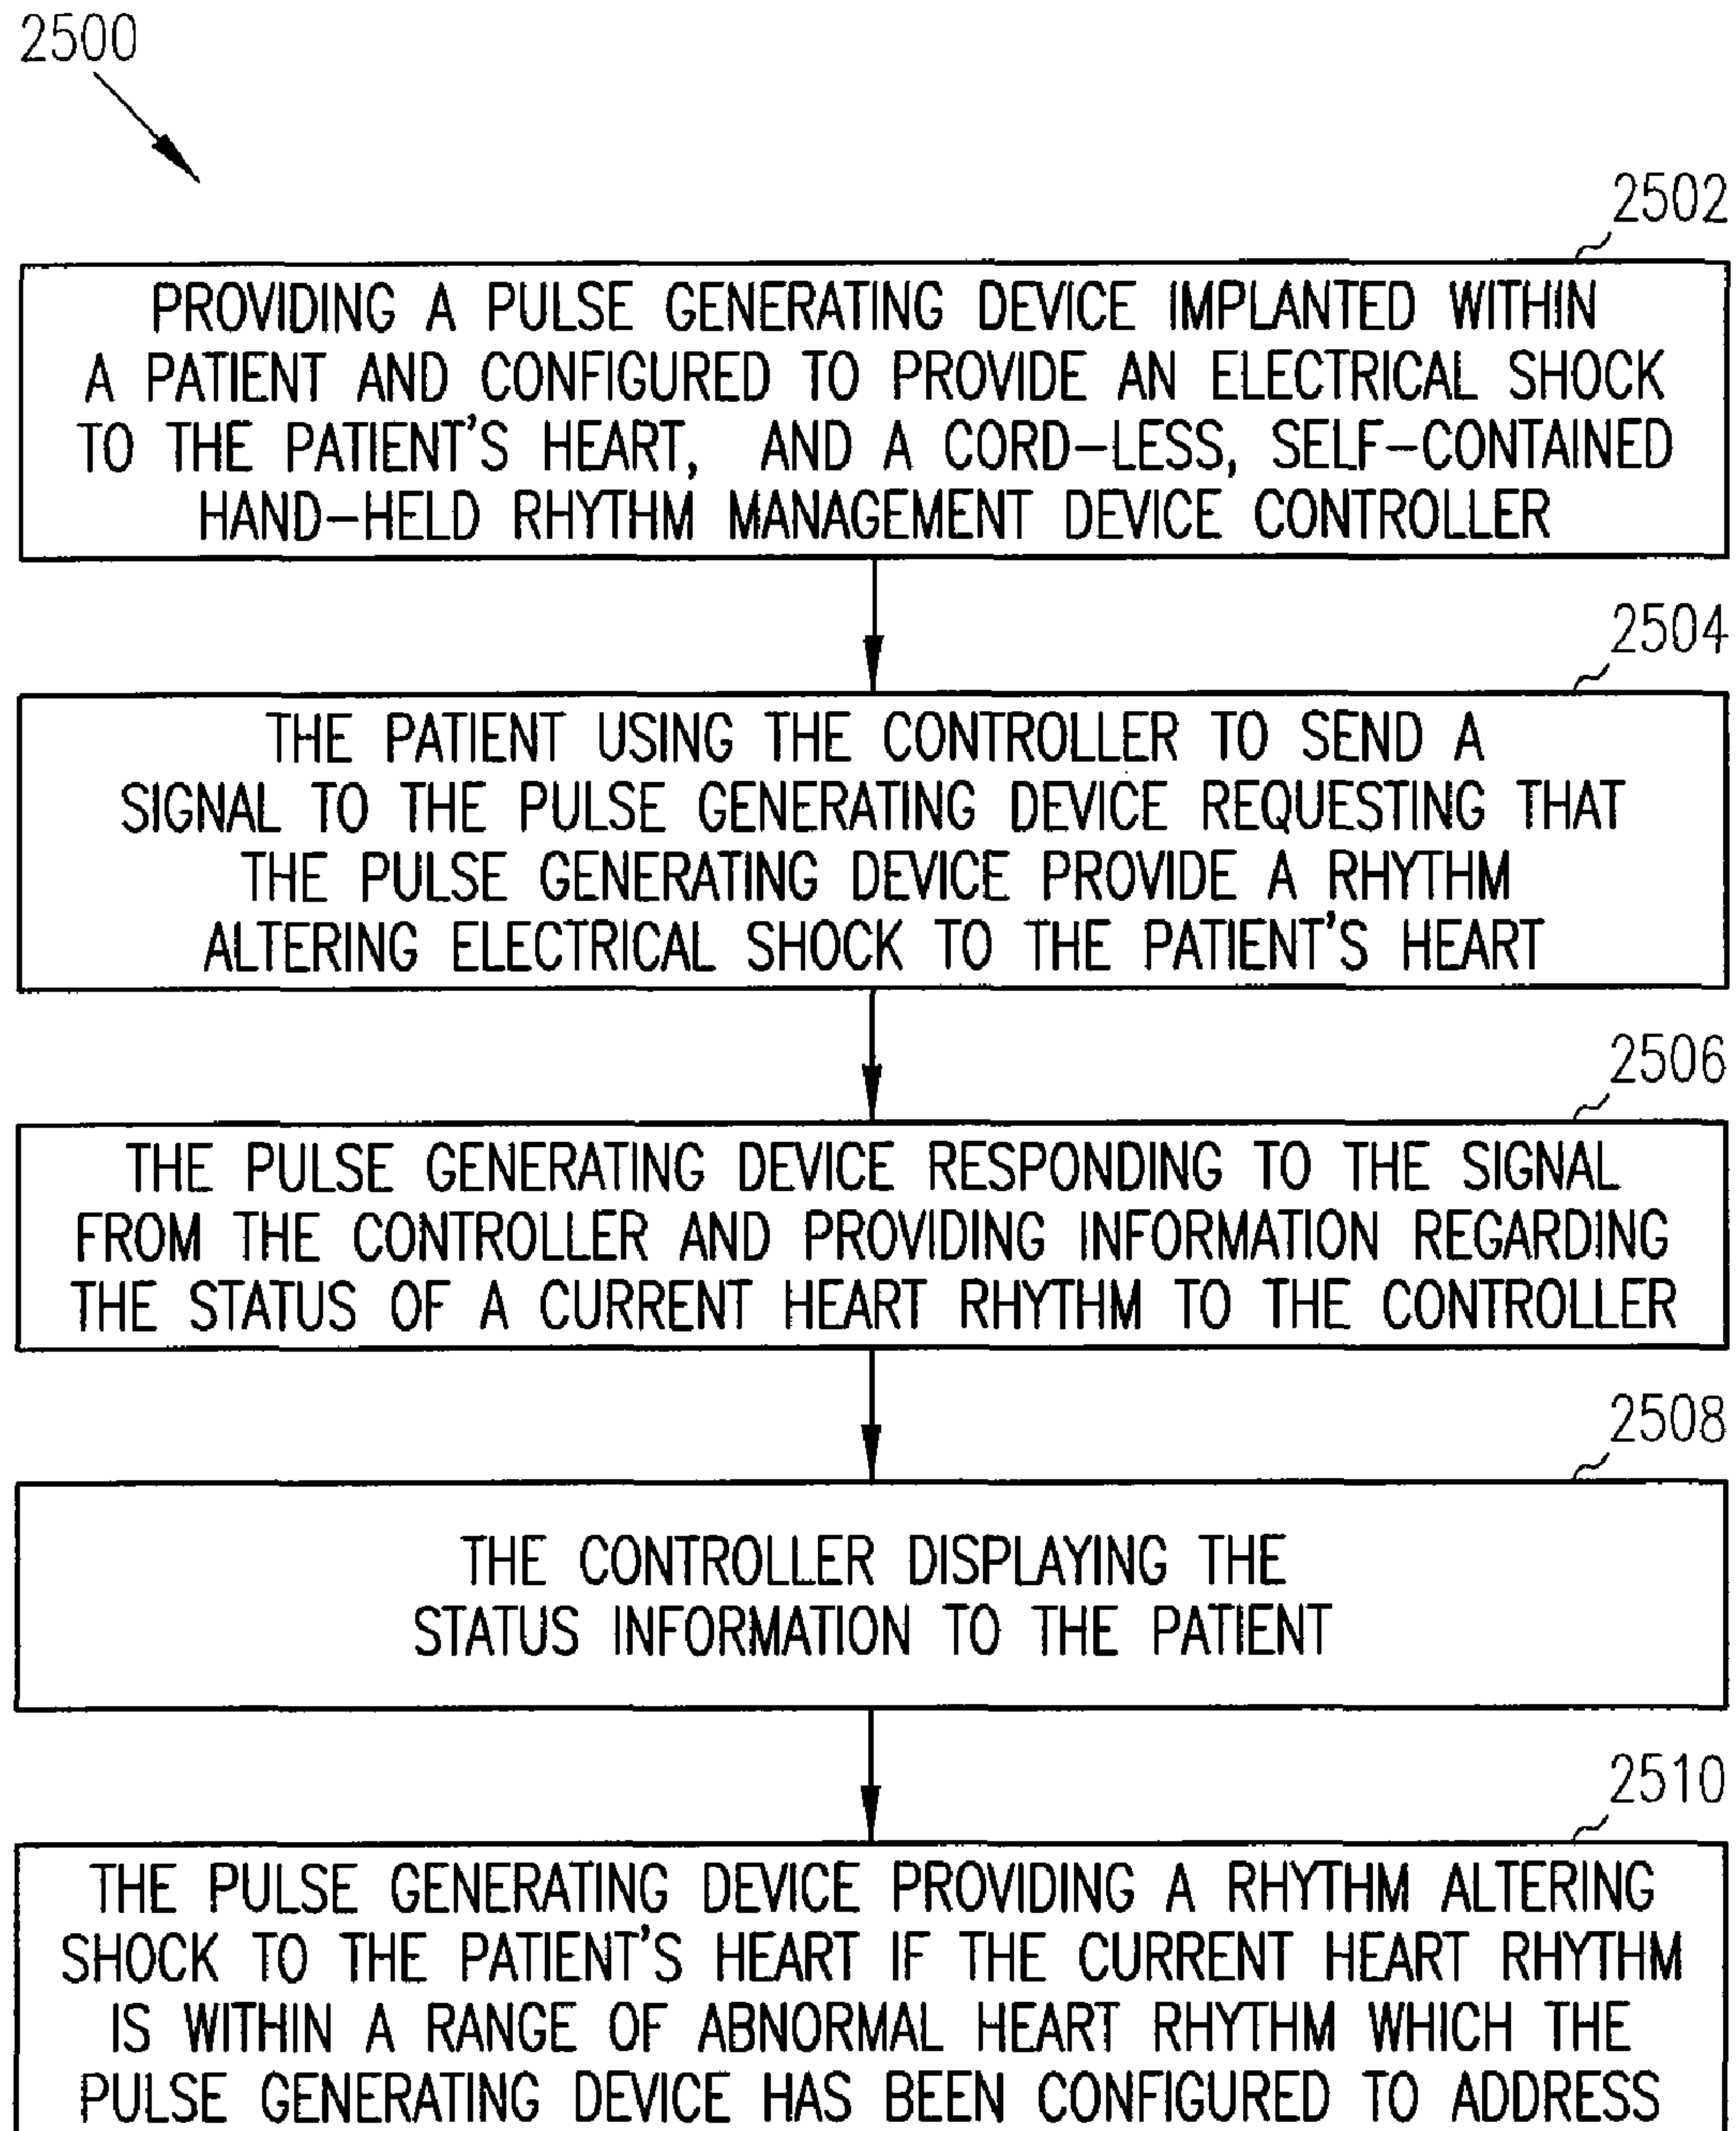 2500
2502
PROVIDING A PULSE GENERATING DEVICE IMPLANTED WITHIN
A PATIENT AND CONFIGURED TO PROVIDE AN ELECTRICAL SHOCK
TO THE PATIENT'S HEART, AND A CORD-LESS, SELF-CONTAINED
HAND-HELD RHYTHM MANAGEMENT DEVICE CONTROLLER
2504
THE PATIENT USING THE CONTROLLER TO SEND A
SIGNAL TO THE PULSE GENERATING DEVICE REQUESTING THAT
THE PULSE GENERATING DEVICE PROVIDE A RHYTHM
ALTERING ELECTRICAL SHOCK TO THE PATIENT'S HEART
2506
THE PULSE GENERATING DEVICE RESPONDING TO THE SIGNAL
FROM THE CONTROLLER AND PROVIDING INFORMATION REGARDING
THE STATUS OF A CURRENT HEART RHYTHM TO THE CONTROLLER
2508
THE CONTROLLER DISPLAYING THE
STATUS INFORMATION TO THE PATIENT
2510
THE PULSE GENERATING DEVICE PROVIDING A RHYTHM ALTERING
SHOCK TO THE PATIENT'S HEART IF THE CURRENT HEART RHYTHM
IS WITHIN A RANGE OF ABNORMAL HEART RHYTHM WHICH THE
PULSE GENERATING DEVICE HAS BEEN CONFIGURED TO ADDRESS